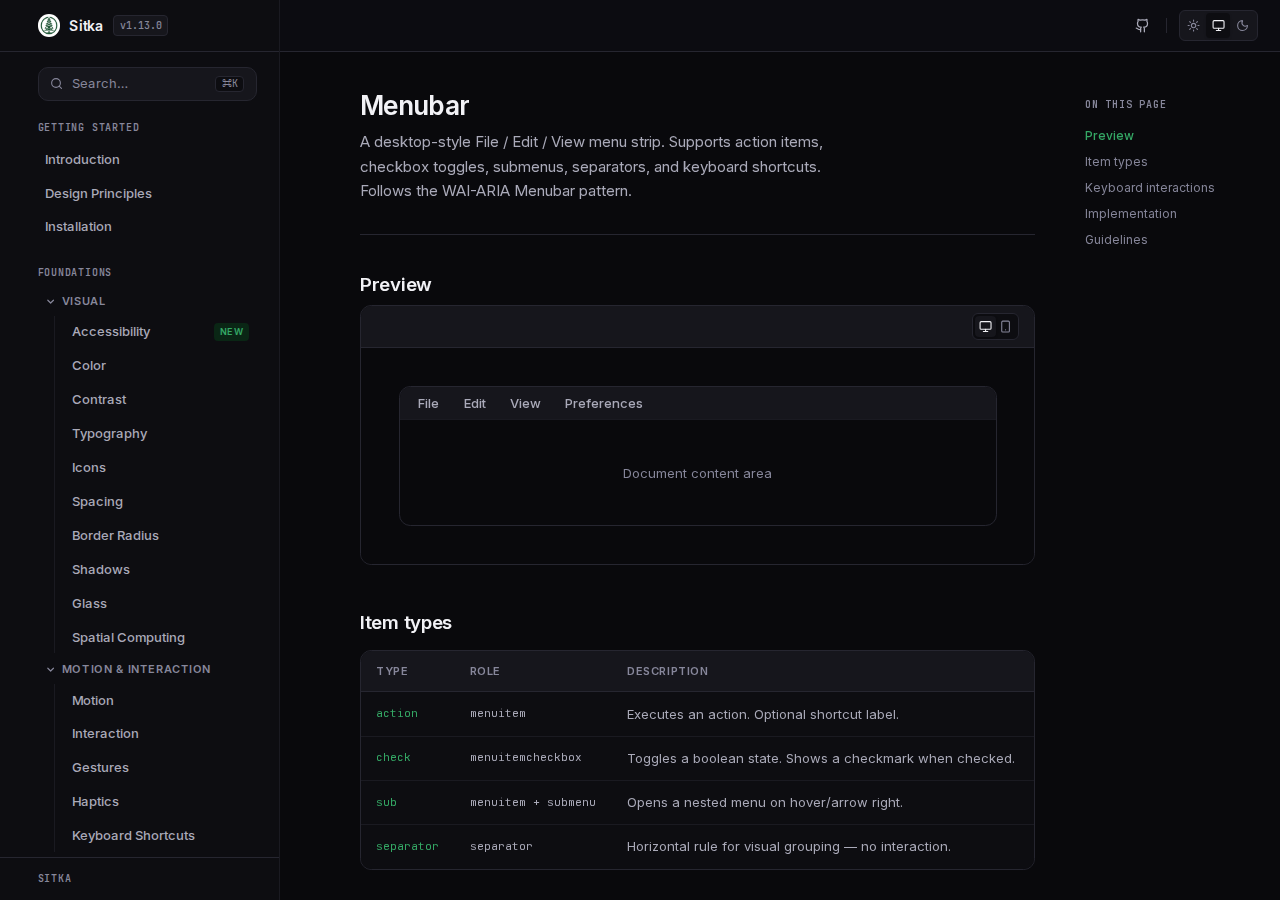 Sitka v1.13.0
Search... ⌘K
GETTING STARTED
Introduction
Design Principles
Installation
FOUNDATIONS
VISUAL
Accessibility NEW
Color
Contrast
Typography
Icons
Spacing
Border Radius
Shadows
Glass
Spatial Computing
MOTION & INTERACTION
Motion
Interaction
Gestures
Haptics
Keyboard Shortcuts
SITKA
Menubar
A desktop-style File / Edit / View menu strip. Supports action items,
checkbox toggles, submenus, separators, and keyboard shortcuts.
Follows the WAI-ARIA Menubar pattern.
Preview
File Edit View Preferences
Document content area
Item types
TYPE ROLE DESCRIPTION
action menuitem Executes an action. Optional shortcut label.
check menuitemcheckbox Toggles a boolean state. Shows a checkmark when checked.
sub menuitem + submenu Opens a nested menu on hover/arrow right.
separator separator Horizontal rule for visual grouping — no interaction.
ON THIS PAGE
Preview
Item types
Keyboard interactions
Implementation
Guidelines